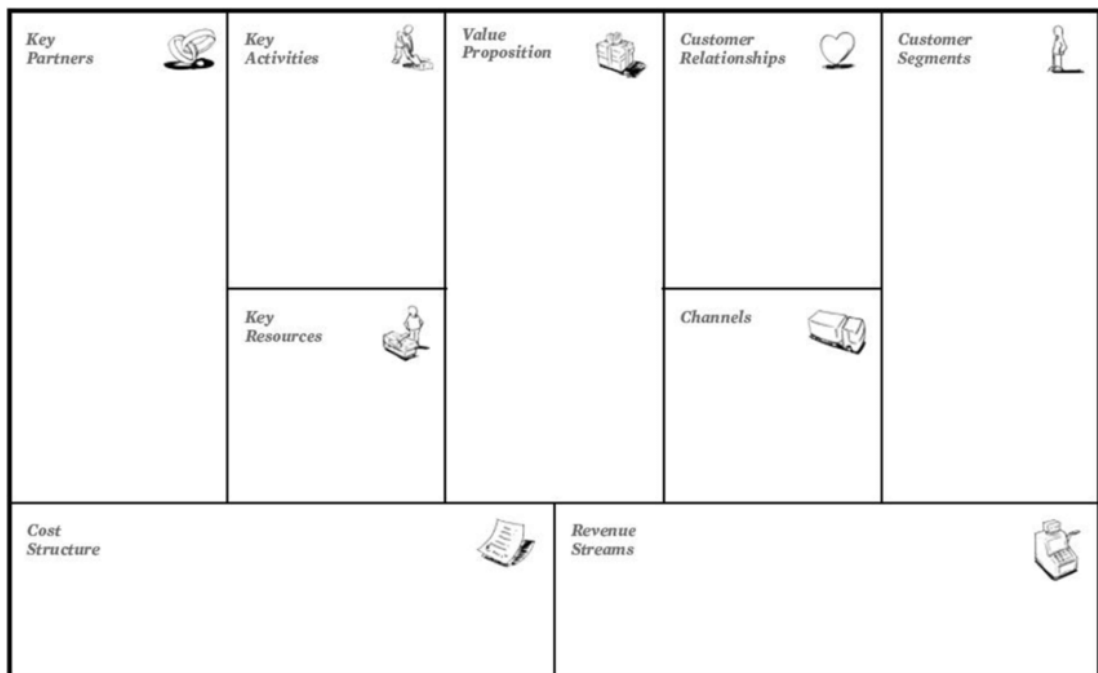 Key
Partners
Key
Activities
Value
Proposition
Customer
Relationships
Customer
Segments
Key
Resources
Channels
Cost
Structure
Revenue
Streams